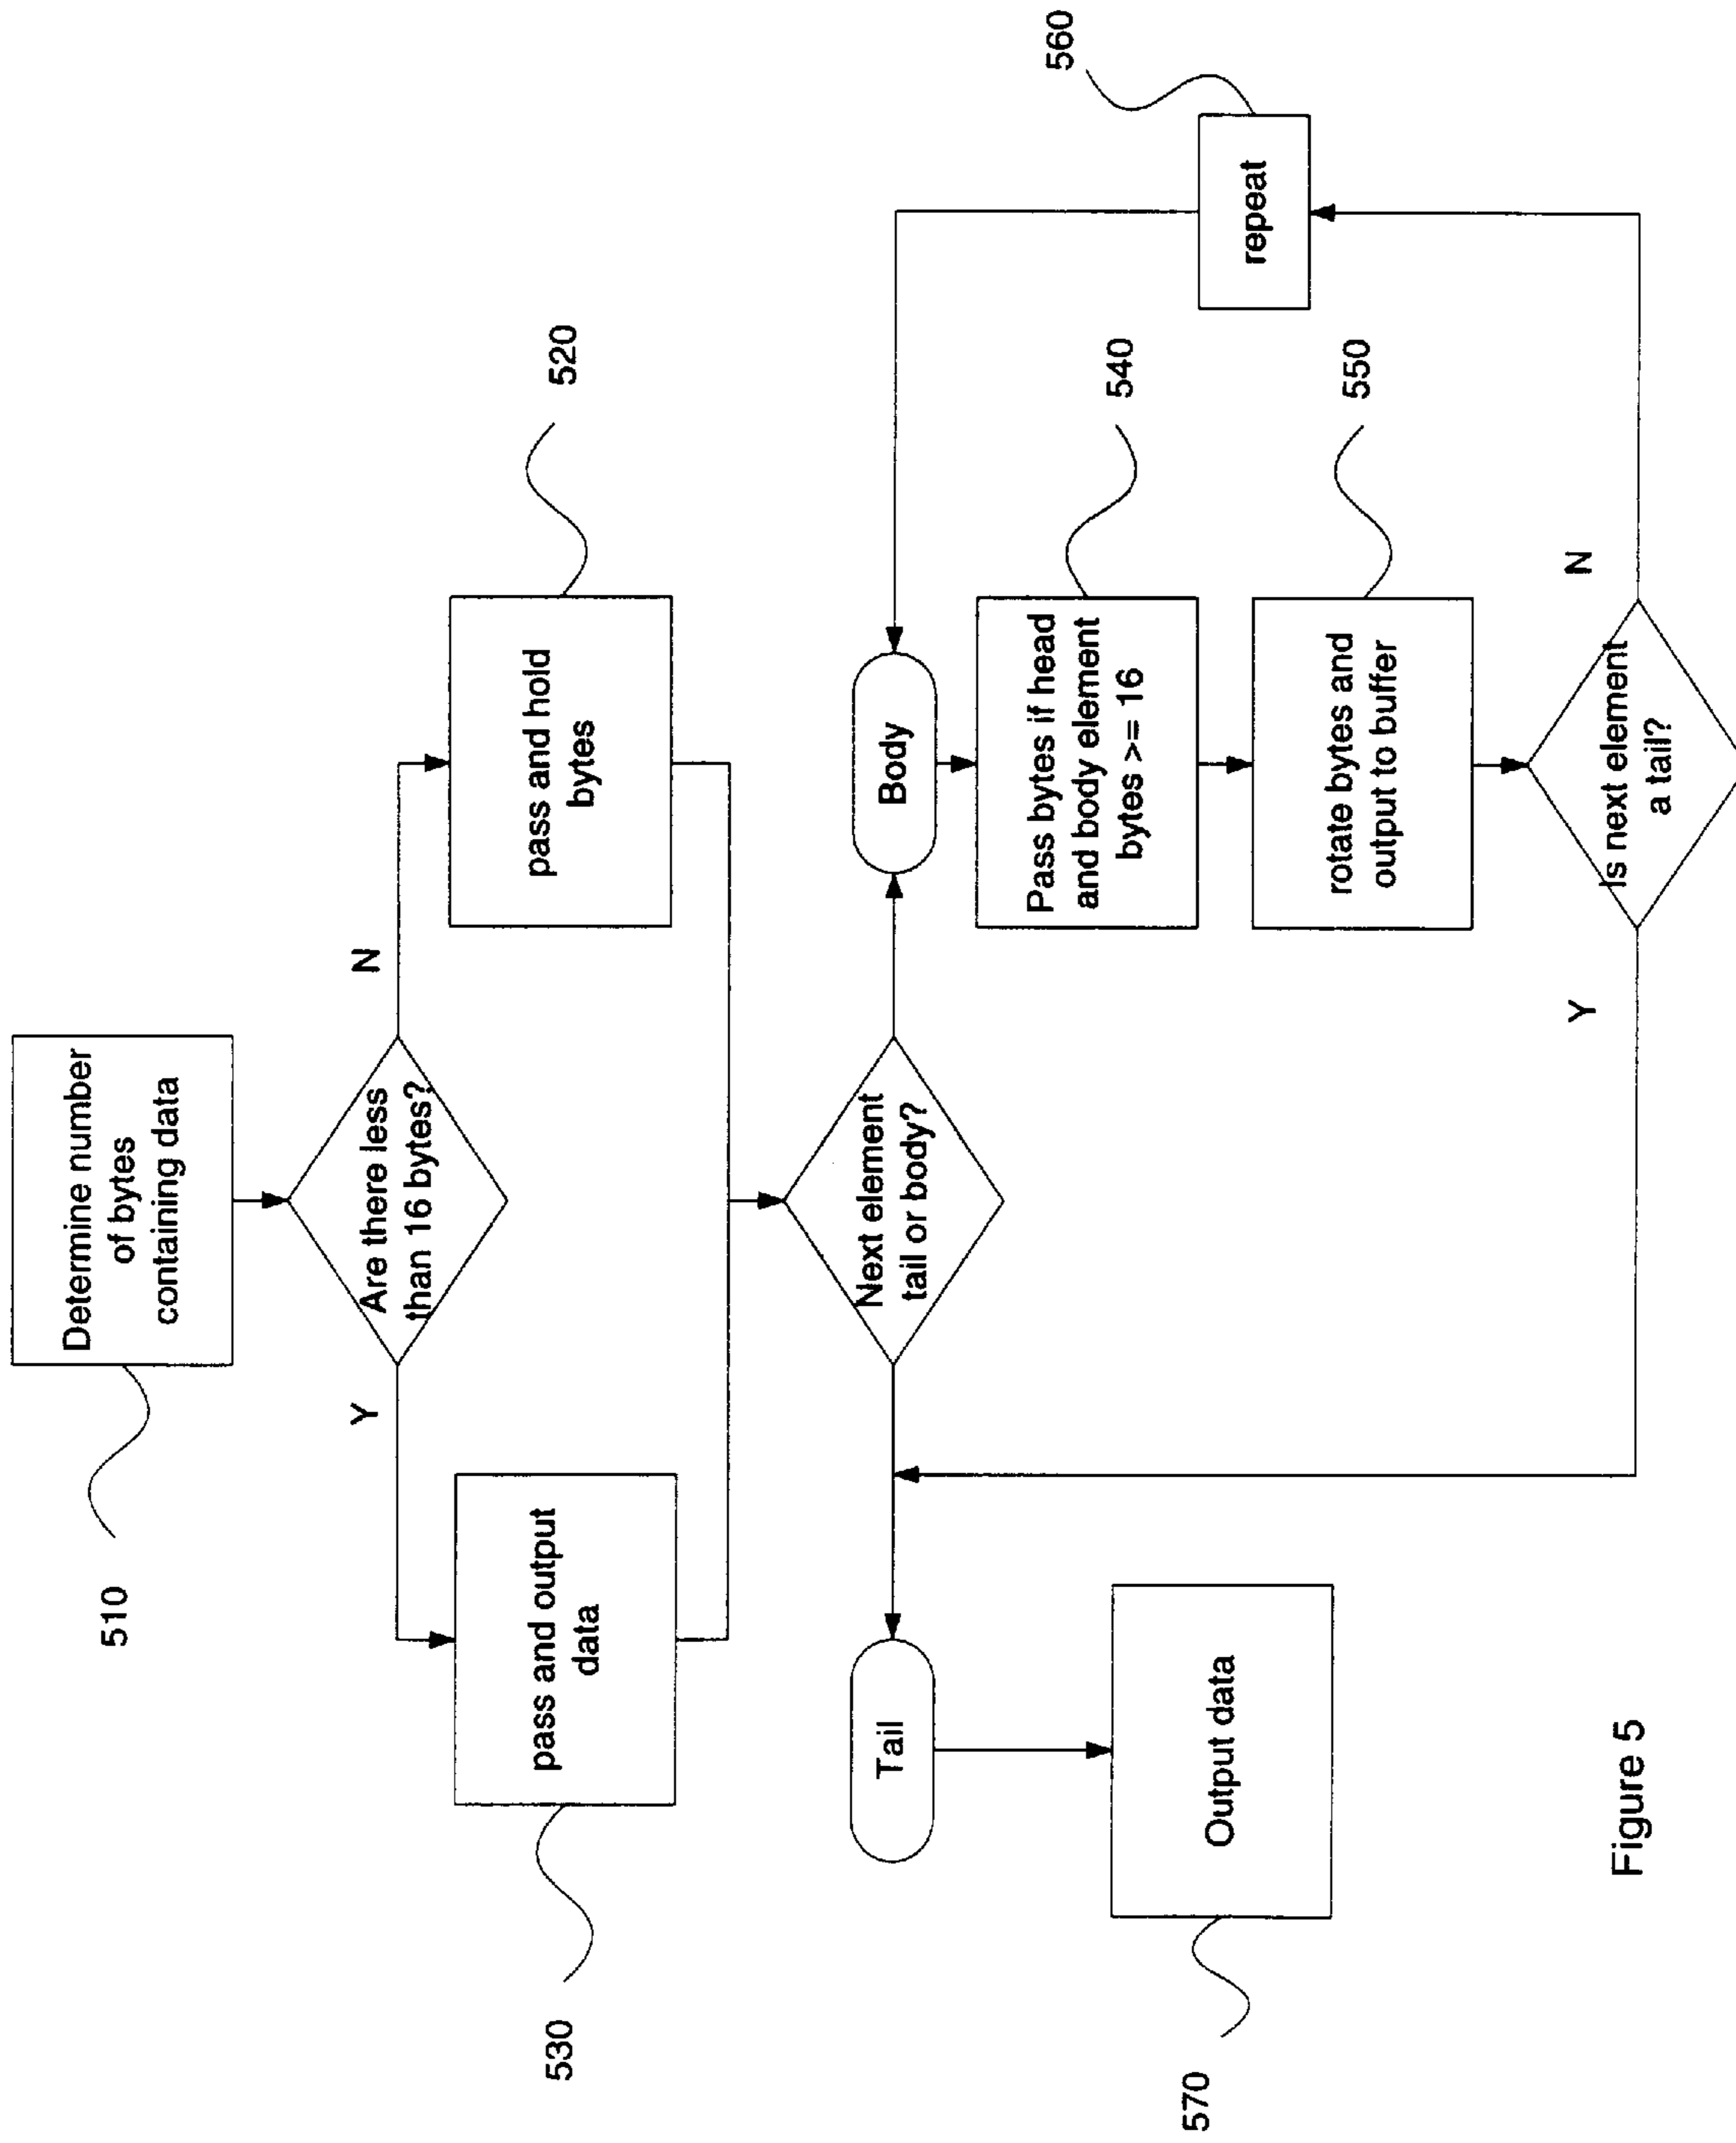 Determine number
of bytes
containing data
510
Are there less
than 16 bytes?
Y
N
pass and output
data
530
pass and hold
bytes
520
Next element
tail or body?
Tail
Body
Output data
570
Pass bytes if head
and body element
bytes >= 16
540
rotate bytes and
output to buffer
550
Is next element
a tail?
Y
N
repeat
560
Figure 5